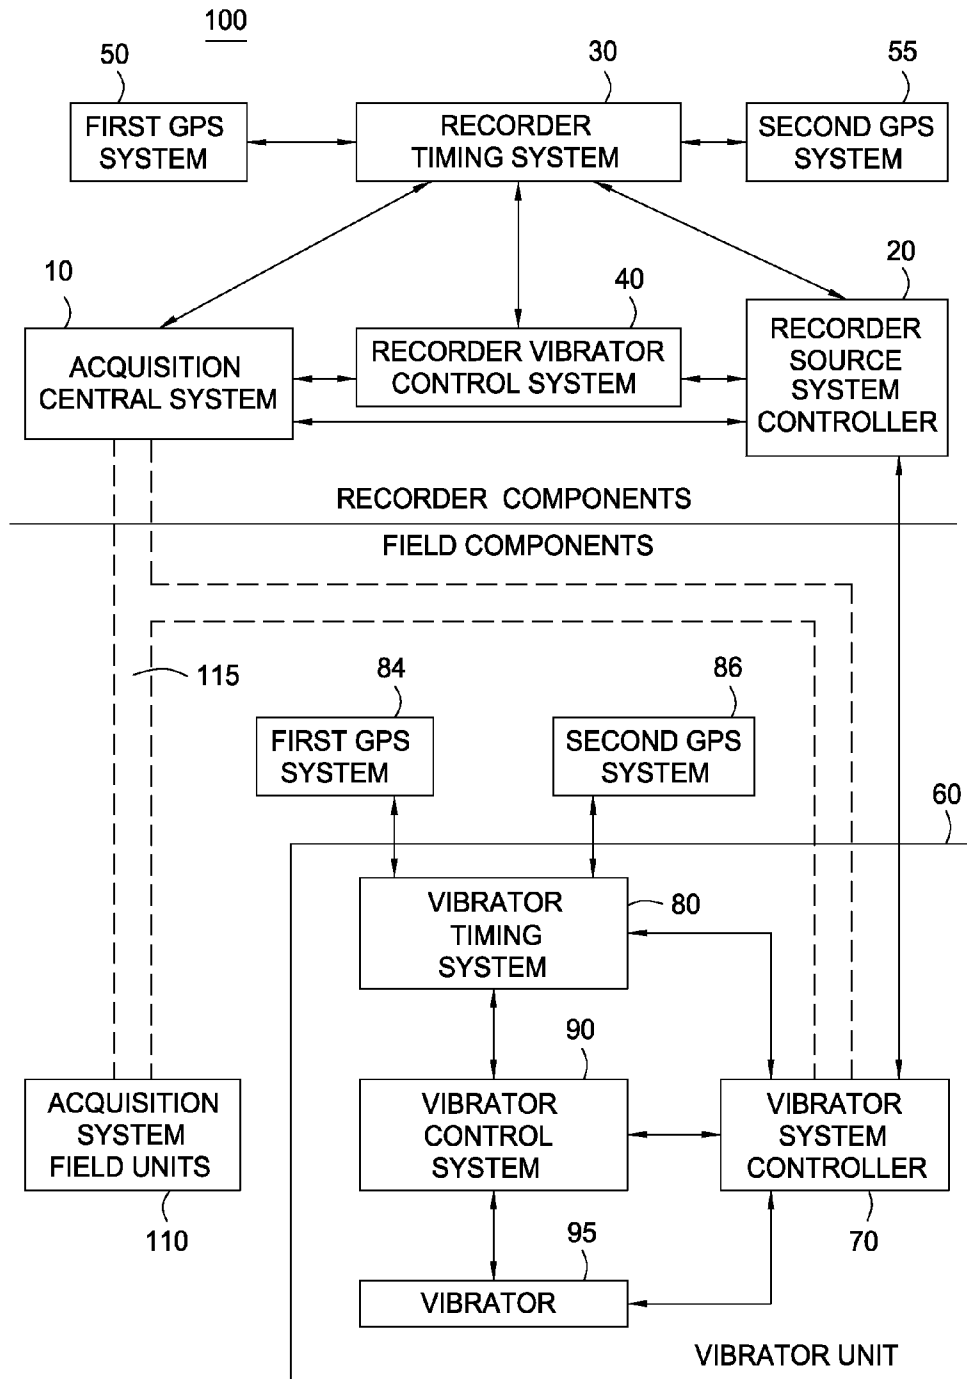 100
50
30
55
FIRST GPS
SYSTEM
RECORDER
TIMING SYSTEM
SECOND GPS
SYSTEM
10
40
20
ACQUISITION
CENTRAL SYSTEM
RECORDER VIBRATOR
CONTROL SYSTEM
RECORDER
SOURCE
SYSTEM
CONTROLLER
RECORDER COMPONENTS
FIELD COMPONENTS
115
84
86
FIRST GPS
SYSTEM
SECOND GPS
SYSTEM
60
VIBRATOR
TIMING
SYSTEM
80
90
ACQUISITION
SYSTEM
FIELD UNITS
VIBRATOR
CONTROL
SYSTEM
VIBRATOR
SYSTEM
CONTROLLER
110
95
70
VIBRATOR
VIBRATOR UNIT